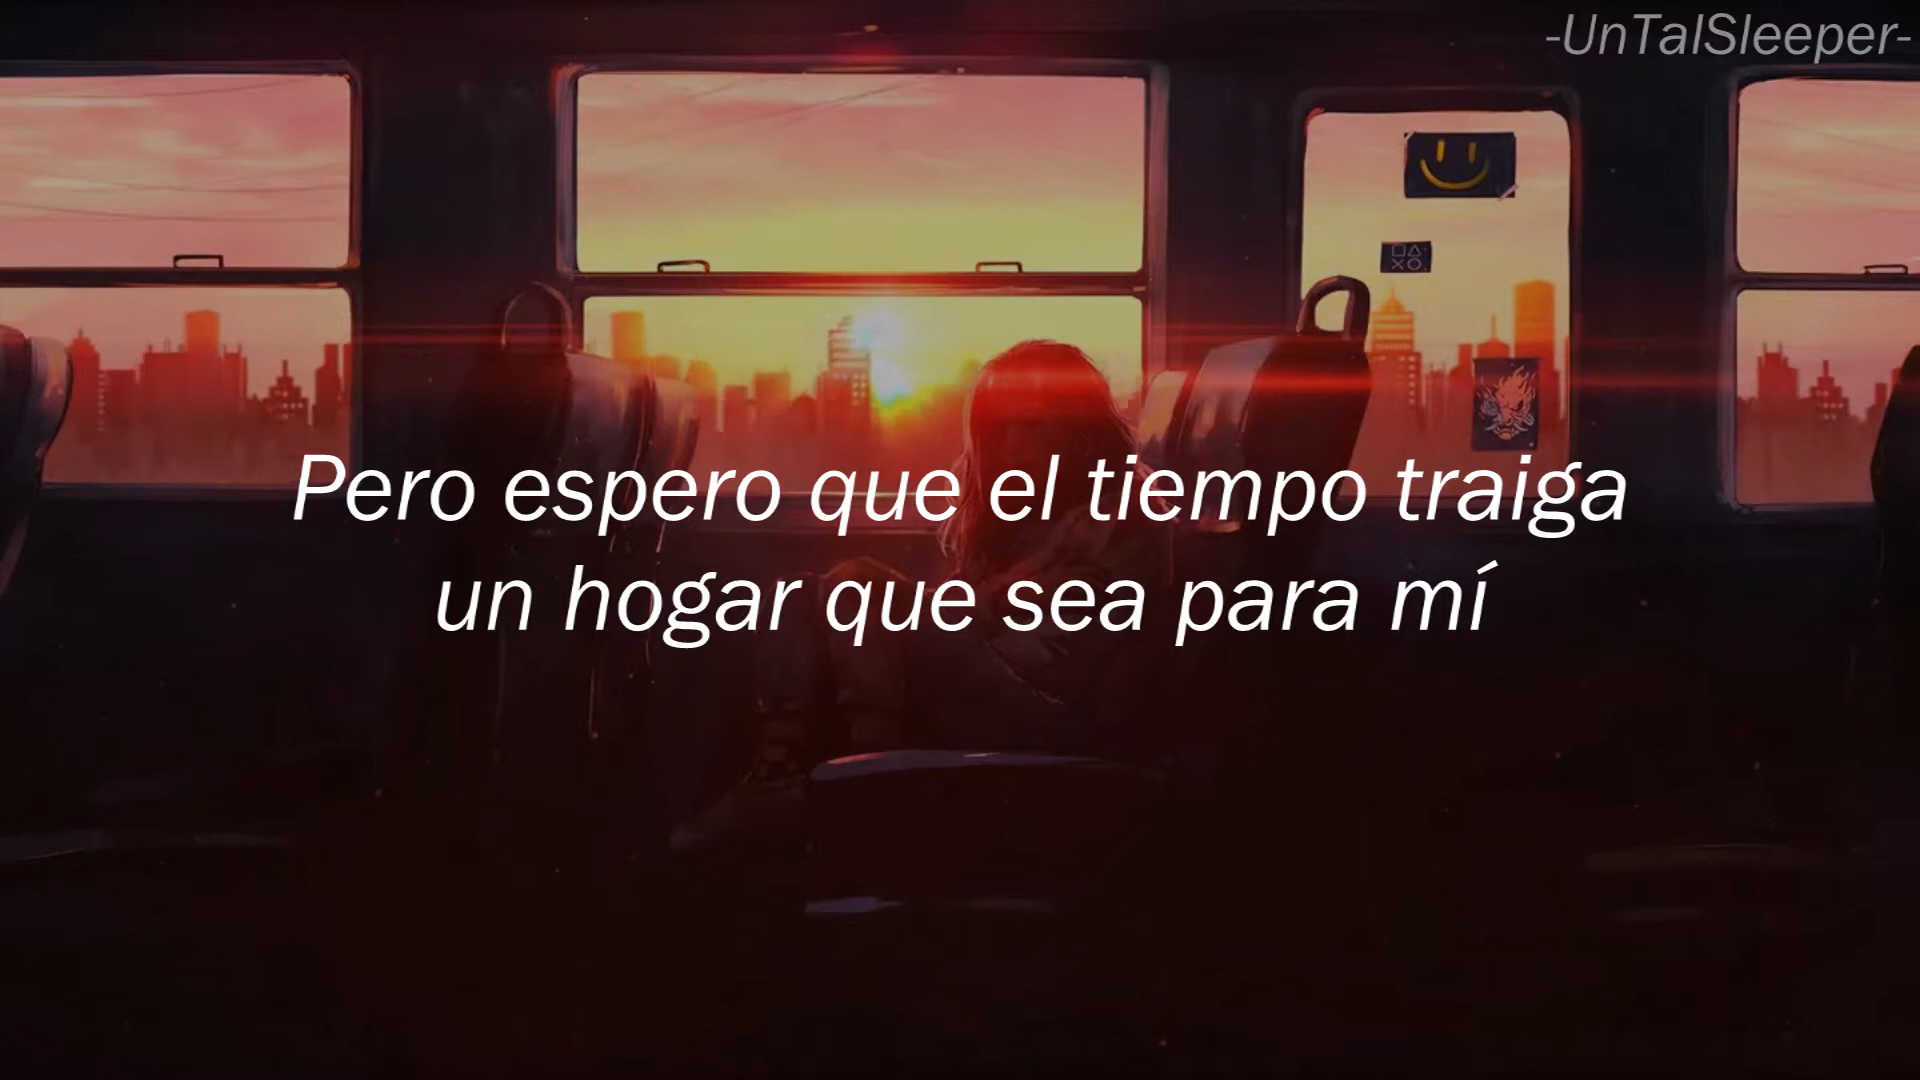 -UnTalSleeper-
Pero espero que el tiempo traiga
un hogar que sea para mí